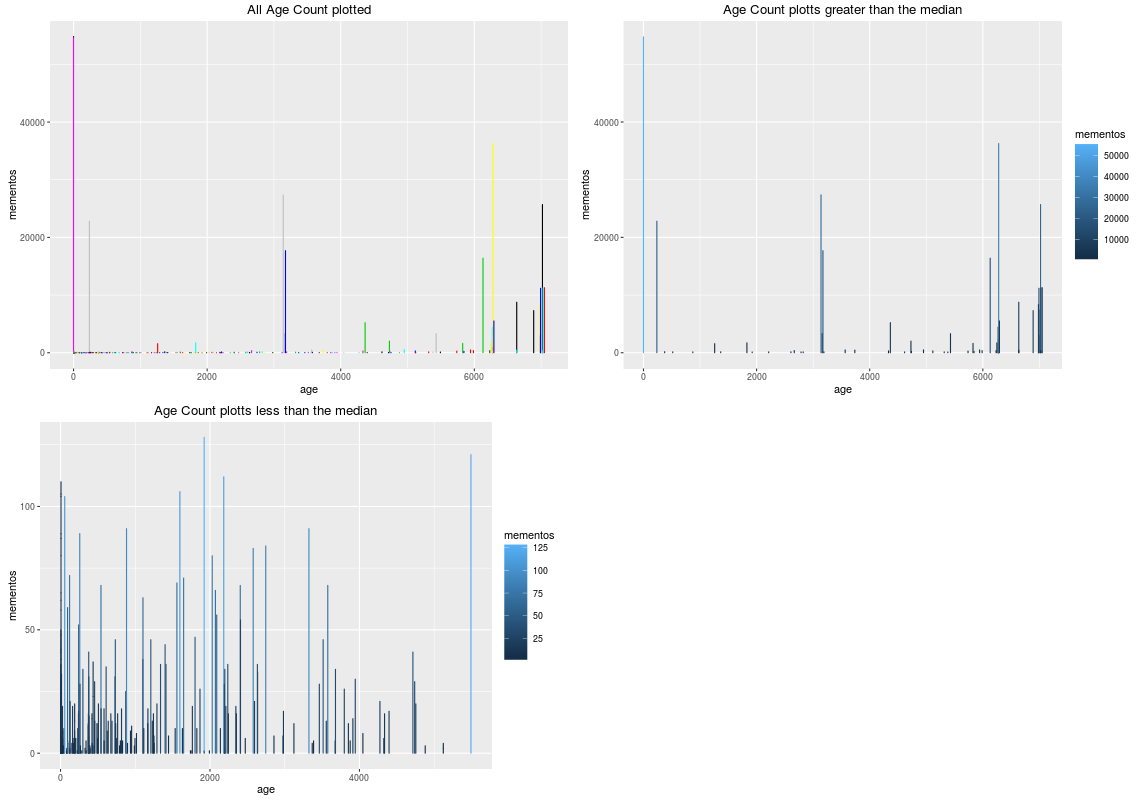 All Age Count plotted
mementos
40000
20000
0
0
2000
4000
6000
age
Age Count plotts greater than the median
mementos
40000
20000
0
0
2000
4000
6000
age
mementos
50000
40000
30000
20000
10000
Age Count plotts less than the median
mementos
100
50
0
0
2000
4000
age
mementos
125
100
75
50
25